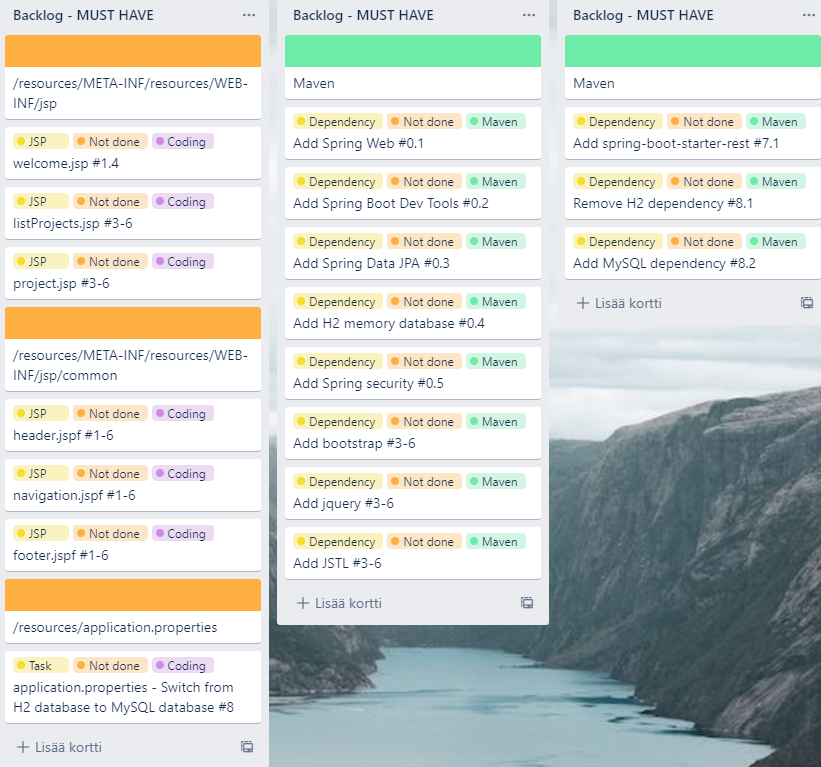 Backlog - MUST HAVE
/resources/META-INF/resources/WEB-
INF/jsp
JSP Not done Coding
welcome.jsp #1.4
JSP Not done Coding
listProjects.jsp #3-6
JSP Not done Coding
project.jsp #3-6
/resources/META-INF/resources/WEB-
INF/jsp/common
JSP Not done Coding
header.jspf #1-6
JSP Not done Coding
navigation.jspf #1-6
JSP Not done Coding
footer.jspf #1-6
/resources/application.properties
Task Not done Coding
application.properties - Switch from
H2 database to MySQL database #8
Lisää kortti
Backlog - MUST HAVE
Maven
Dependency Not done Maven
Add Spring Web #0.1
Dependency Not done Maven
Add Spring Boot Dev Tools #0.2
Dependency Not done Maven
Add Spring Data JPA #0.3
Dependency Not done Maven
Add H2 memory database #0.4
Dependency Not done Maven
Add Spring security #0.5
Dependency Not done Maven
Add bootstrap #3-6
Dependency Not done Maven
Add jquery #3-6
Dependency Not done Maven
Add JSTL #3-6
Lisää kortti
Backlog - MUST HAVE
Maven
Dependency Not done Maven
Add spring-boot-starter-rest #7.1
Dependency Not done Maven
Remove H2 dependency #8.1
Dependency Not done Maven
Add MySQL dependency #8.2
Lisää kortti